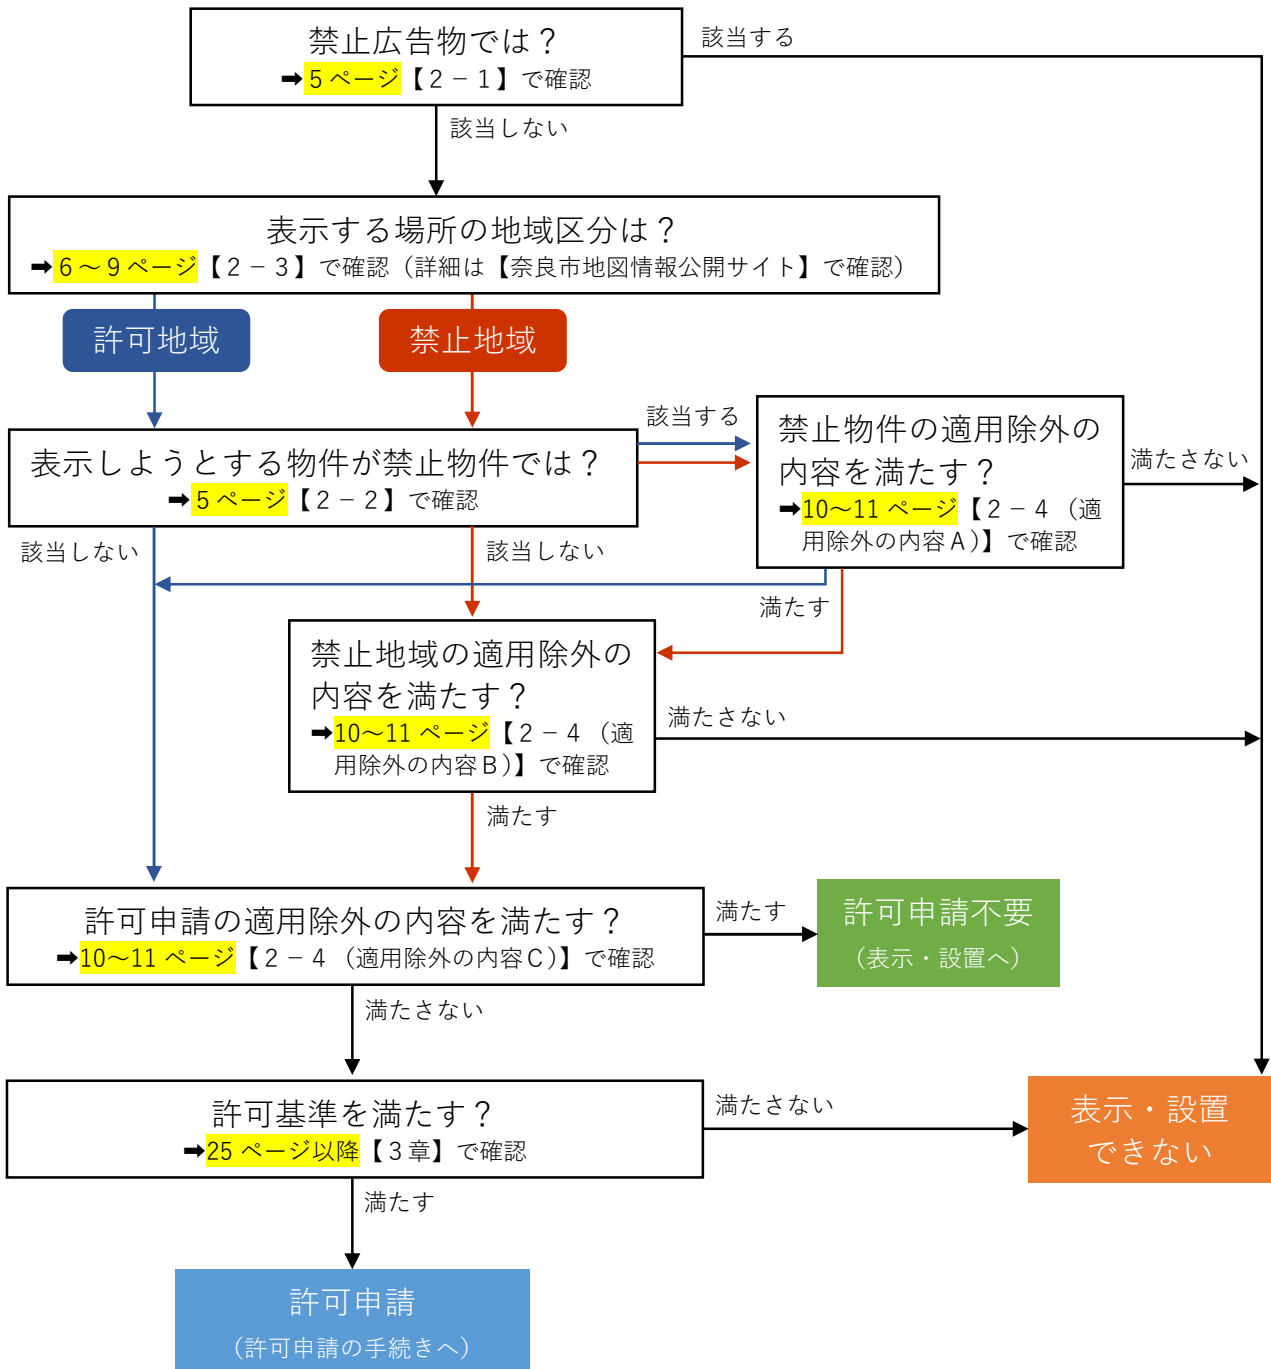 禁止広告物では？
該当する
➡5 ページ【２－１】で確認
該当しない
表示する場所の地域区分は？
➡６～９ページ【２－３】で確認（詳細は【奈良市地図情報公開サイト】で確認）
許可地域
禁止地域
該当する
表示しようとする物件が禁止物件では？
➡5 ページ【２－２】で確認
禁止物件の適用除外の
内容を満たす？
➡10～11 ページ【２－４（適
用除外の内容Ａ）】で確認
満たさない
該当しない
該当しない
満たす
禁止地域の適用除外の
内容を満たす？
➡10～11 ページ【２－４（適
用除外の内容Ｂ）】で確認
満たさない
満たす
許可申請の適用除外の内容を満たす？
➡10～11 ページ【２－４（適用除外の内容Ｃ）】で確認
満たす
許可申請不要
（表示・設置へ）
満たさない
許可基準を満たす？
➡25 ページ以降【３章】で確認
満たさない
表示・設置
できない
満たす
許可申請
（許可申請の手続きへ）